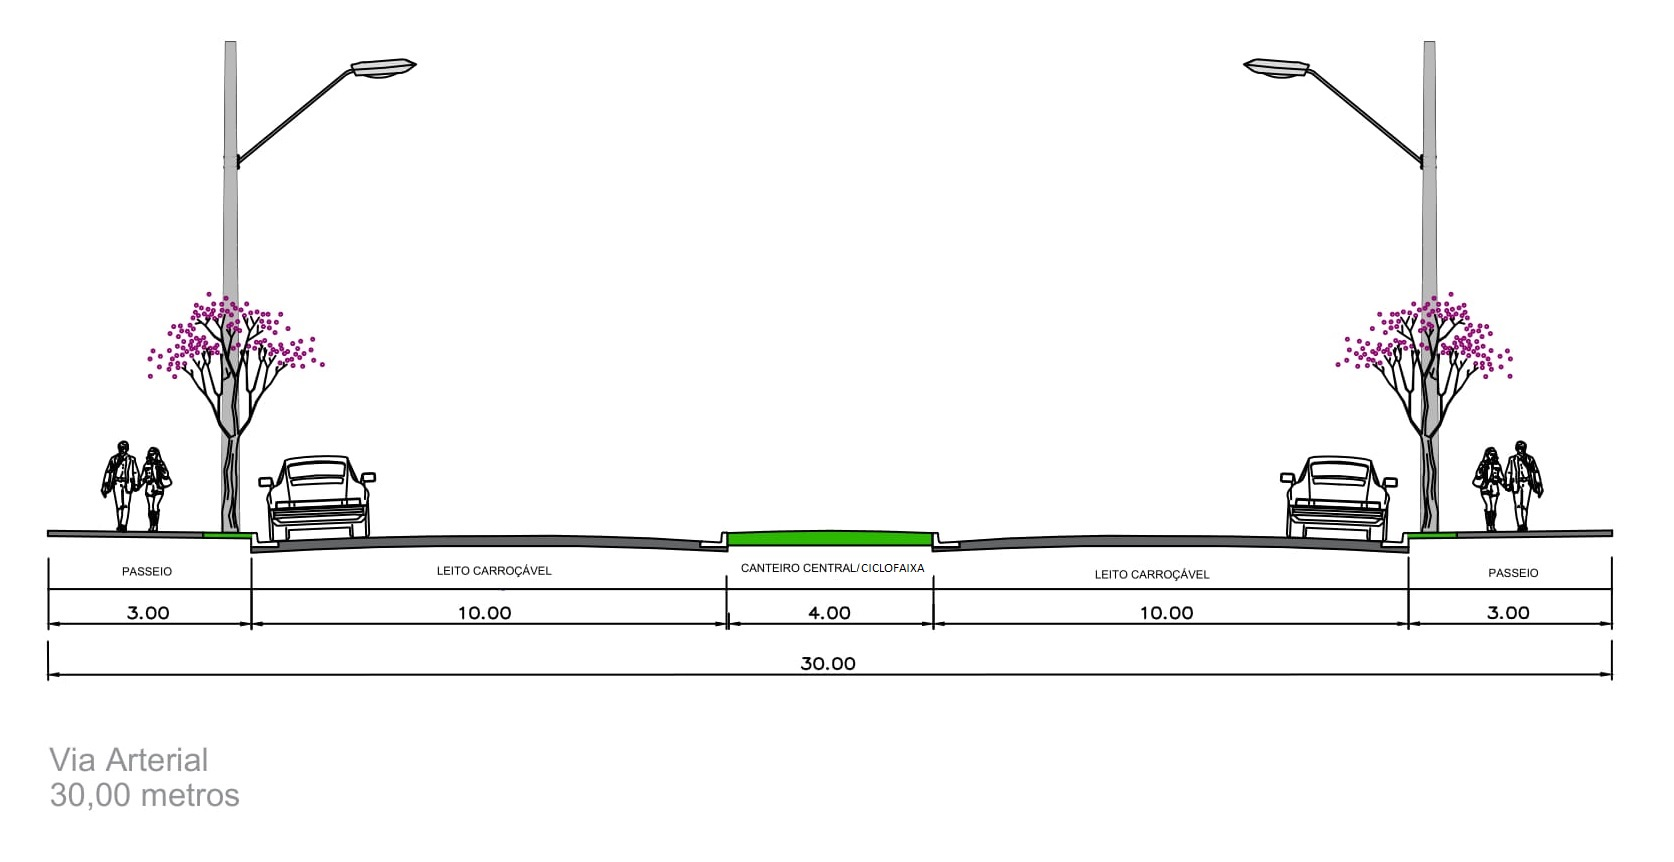 PASSEIO
LEITO CARROÇÁVEL
CANTEIRO CENTRAL/CICLOFAIXA
LEITO CARROÇÁVEL
PASSEIO
3.00
10.00
4.00
10.00
3.00
30.00
Via Arterial
30,00 metros